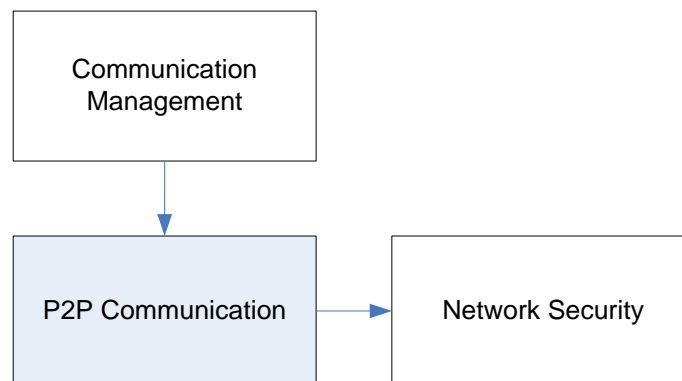 Communication
Management
P2P Communication
Network Security